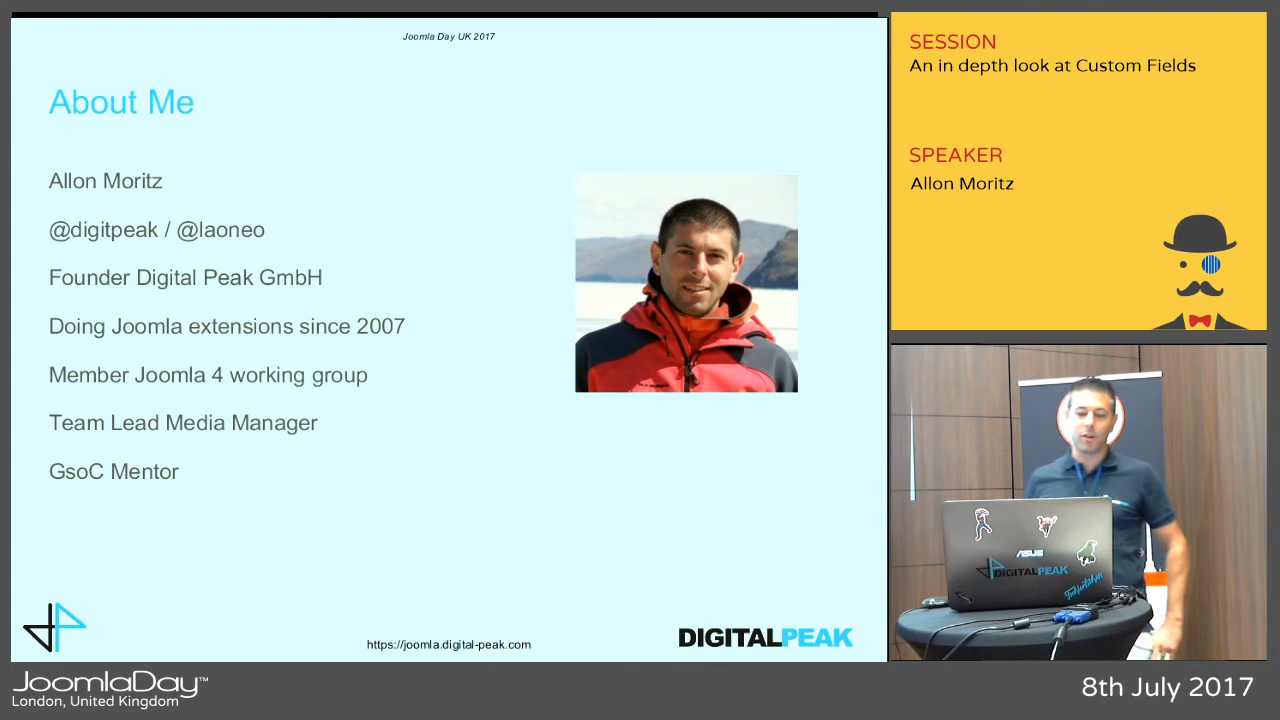 Joomla Day UK 2017
About Me
Allon Moritz
@digitpeak / @laoneo
Founder Digital Peak GmbH
Doing Joomla extensions since 2007
Member Joomla 4 working group
Team Lead Media Manager
GsoC Mentor
https://joomla.digital-peak.com
DIGITALPEAK
SESSION
An in depth look at Custom Fields
SPEAKER
Allon Moritz
ASUS
DIGITALPEAK
JoomlaDay™
London, United Kingdom
8th July 2017